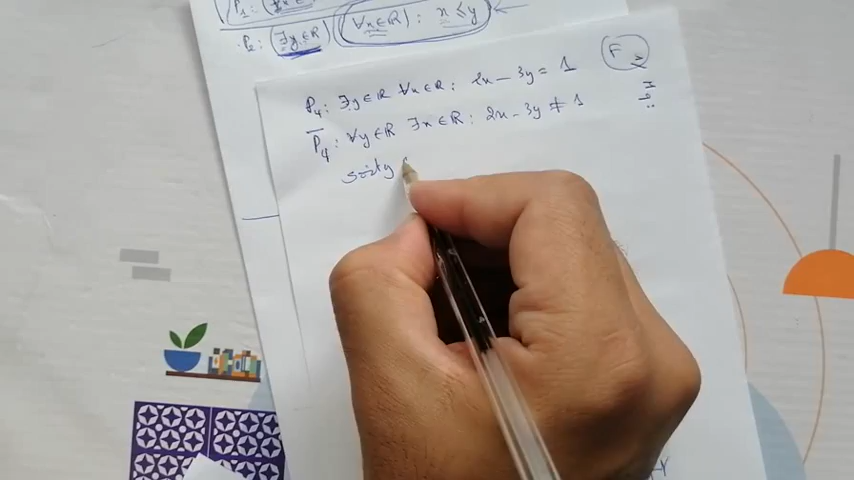 P₁: (∃x∈
P₂: (∃y∈ℝ) (∀x∈ℝ): x ≤ y
P₄: ∃y∈ℝ ∀x∈ℝ: 2x - 3y = 1 F
P̅₄: ∀y∈ℝ ∃x∈ℝ: 2x - 3y ≠ 1
soit y